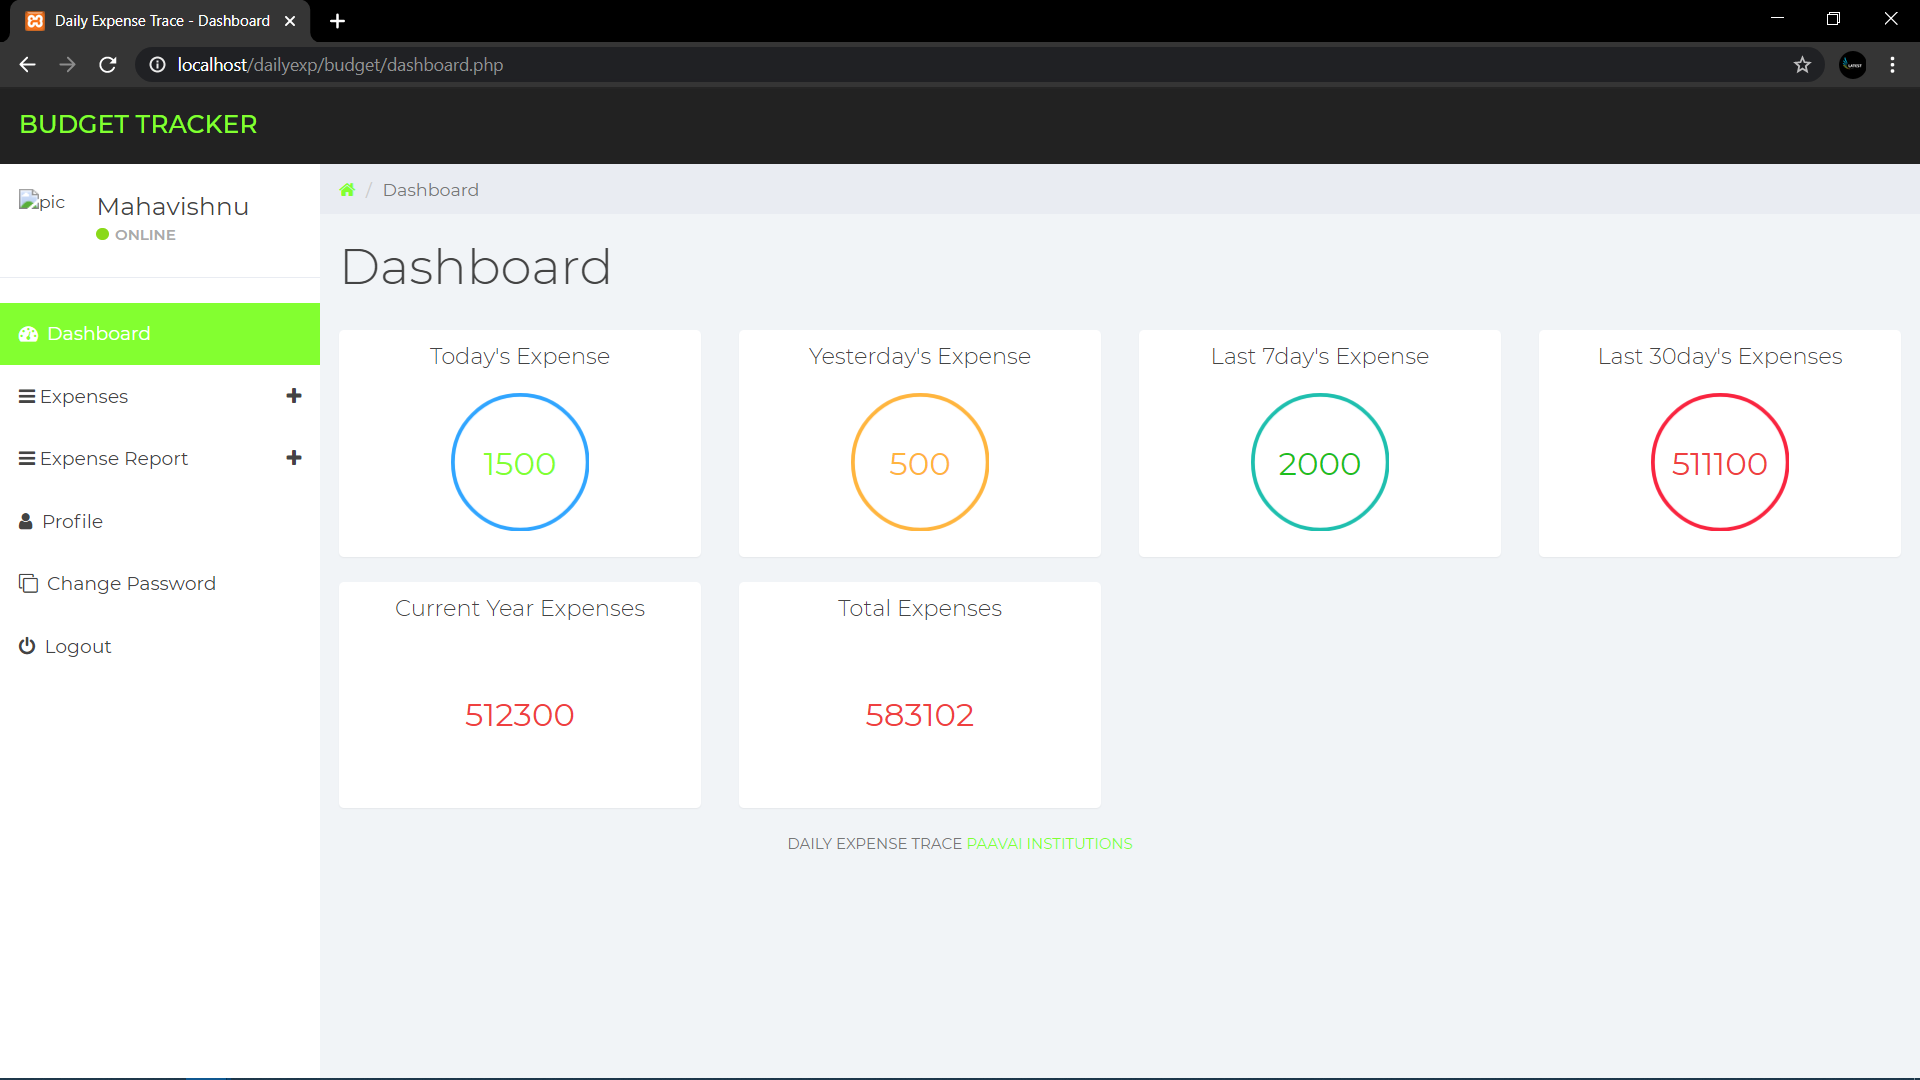 Daily Expense Trace - Dashboard
localhost/dailyexp/budget/dashboard.php
BUDGET TRACKER
pic
Mahavishnu
ONLINE
Dashboard
Expenses
Expense Report
Profile
Change Password
Logout
/ Dashboard
Dashboard
Today's Expense
1500
Yesterday's Expense
500
Last 7day's Expense
2000
Last 30day's Expenses
511100
Current Year Expenses
512300
Total Expenses
583102
DAILY EXPENSE TRACE PAAVAI INSTITUTIONS